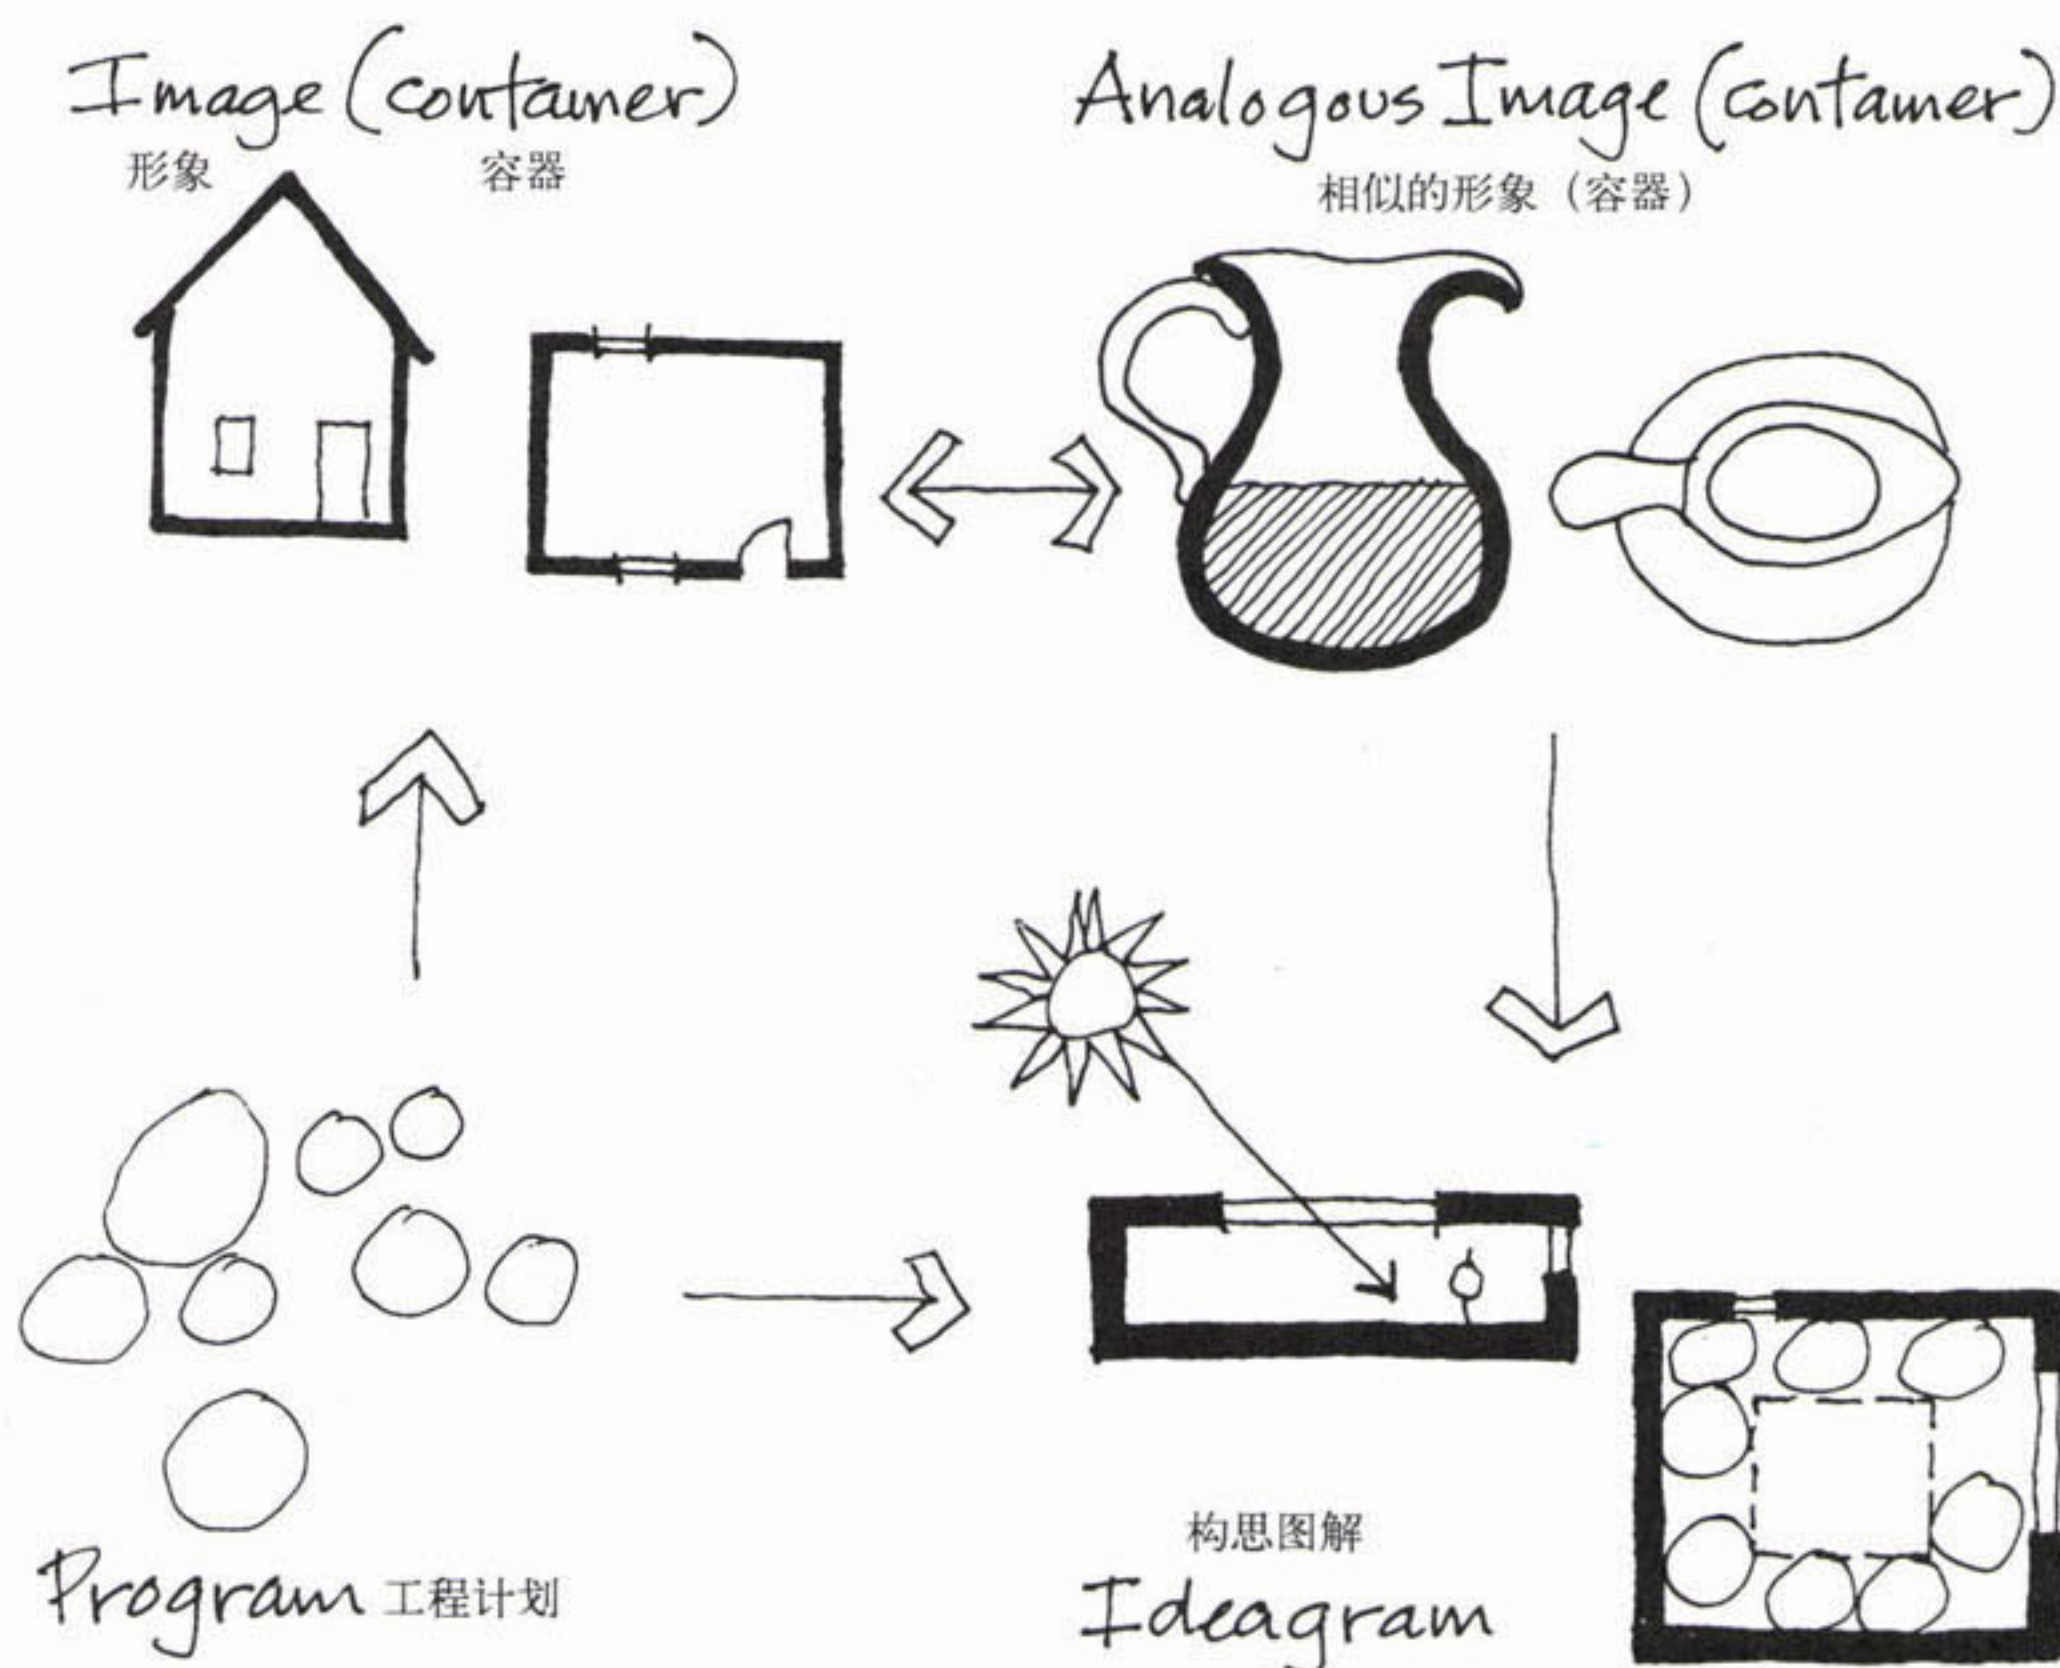 Image (container)
形象 容器
Analogous Image (container)
相似的形象（容器）
Program 工程计划
构思图解
Ideagram